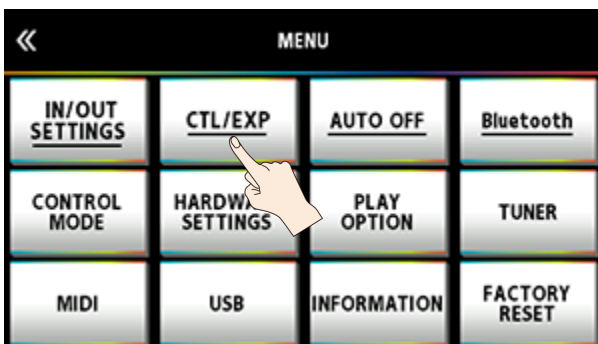 MENU
IN/OUT
SETTINGS
CTL/EXP
AUTO OFF
Bluetooth
CONTROL
MODE
HARDWA
SETTINGS
PLAY
OPTION
TUNER
MIDI
USB
INFORMATION
FACTORY
RESET